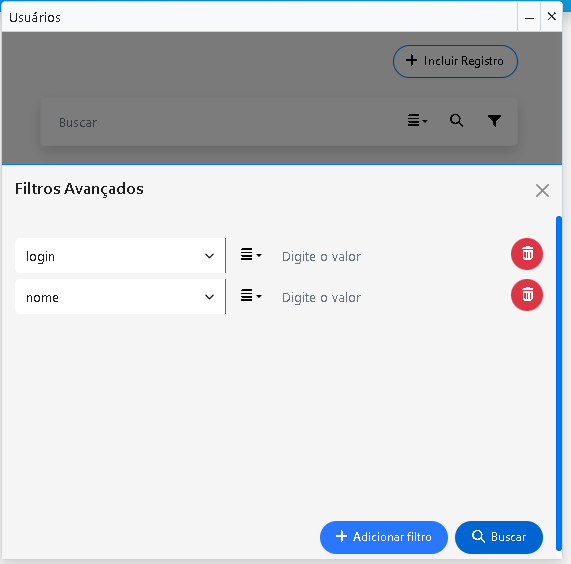 Usuários
Incluir Registro
Buscar
Filtros Avançados
login Digite o valor
nome Digite o valor
Adicionar filtro Buscar